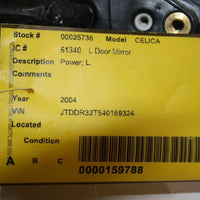 Stock # 00025736 Model CELICA
IC # 61340 L Door Mirror
Description Power; L.
Comments
Year 2004
VIN JTDDR32T540169324
Located
Condition
A B C
0000159788